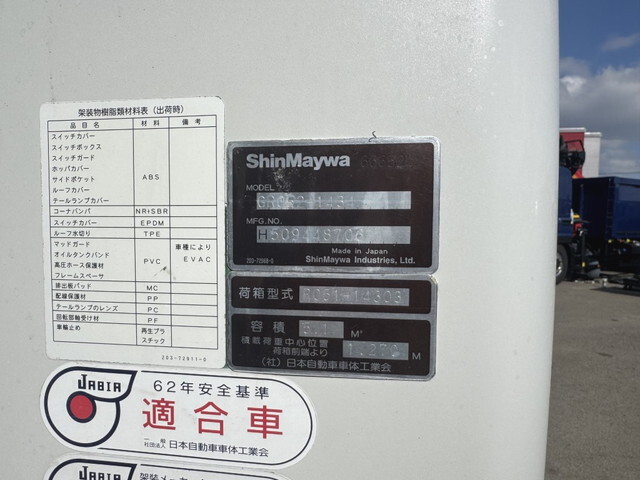 架装物樹脂類材料表（出荷時）
品目名 材料 備考
スイッチカバー
スイッチボックス
スイッチガード
ホッパカバー
サイドポケット ABS
ルーフカバー
テールランプカバー
コーナバンパ NR+SBR
スイッチカバー EPDM
ルーフ水切り TPE
マッドガード
オイルタンクバンド
高圧ホース保護材 PVC 車種により EVAC
フレームスペーサ
排出板パッド MC
配線保護材 PP
テールランプのレンズ PC
回転部軸受け材 PF
車輪止め 再生プラスチック
203-72811-0
ShinMaywa
MODEL
MFG.NO.
Made in Japan
ShinMaywa Industries, Ltd.
荷箱型式
容積 M³
積載荷重中心位置
荷箱前端より M
（社）日本自動車車体工業会
JABIA
62年安全基準
適合車
一般社団法人 日本自動車車体工業会
JABIA